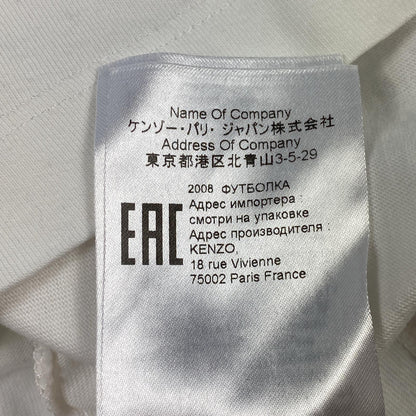 Name Of Company
ケンゾー・パリ・ジャパン株式会社
Address Of Company
東京都港区北青山3-5-29
2008 ФУТБОЛКА
Адрес импортера :
смотри на упаковке
Адрес производителя :
KENZO,
18 rue Vivienne
75002 Paris France
EAC